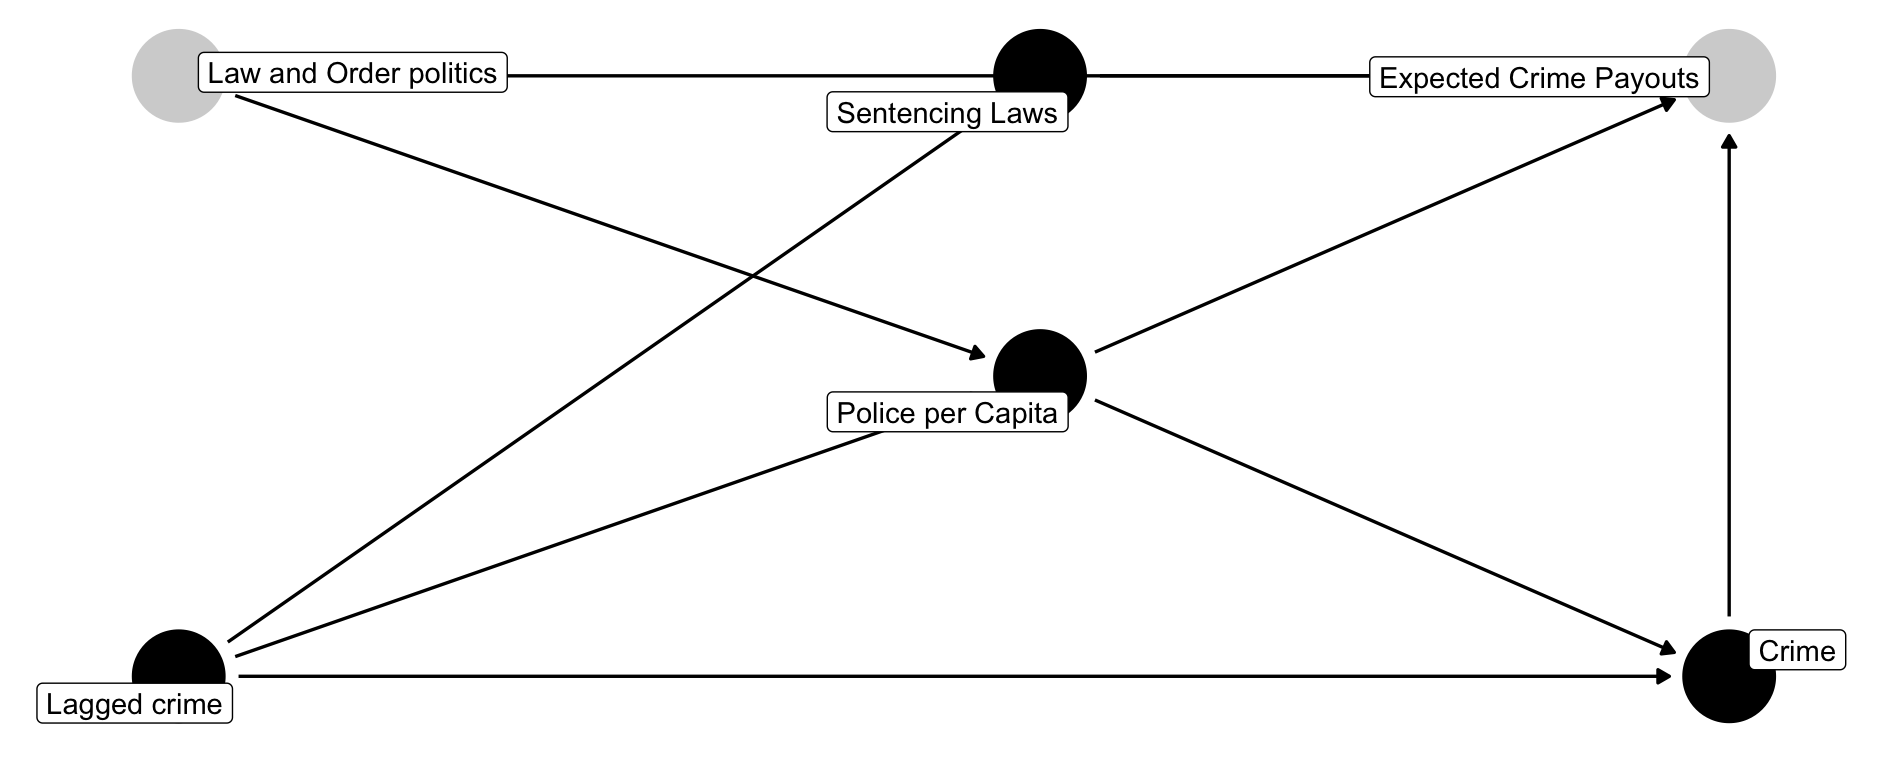 Law and Order politics
Expected Crime Payouts
Sentencing Laws
Police per Capita
Crime
Lagged crime